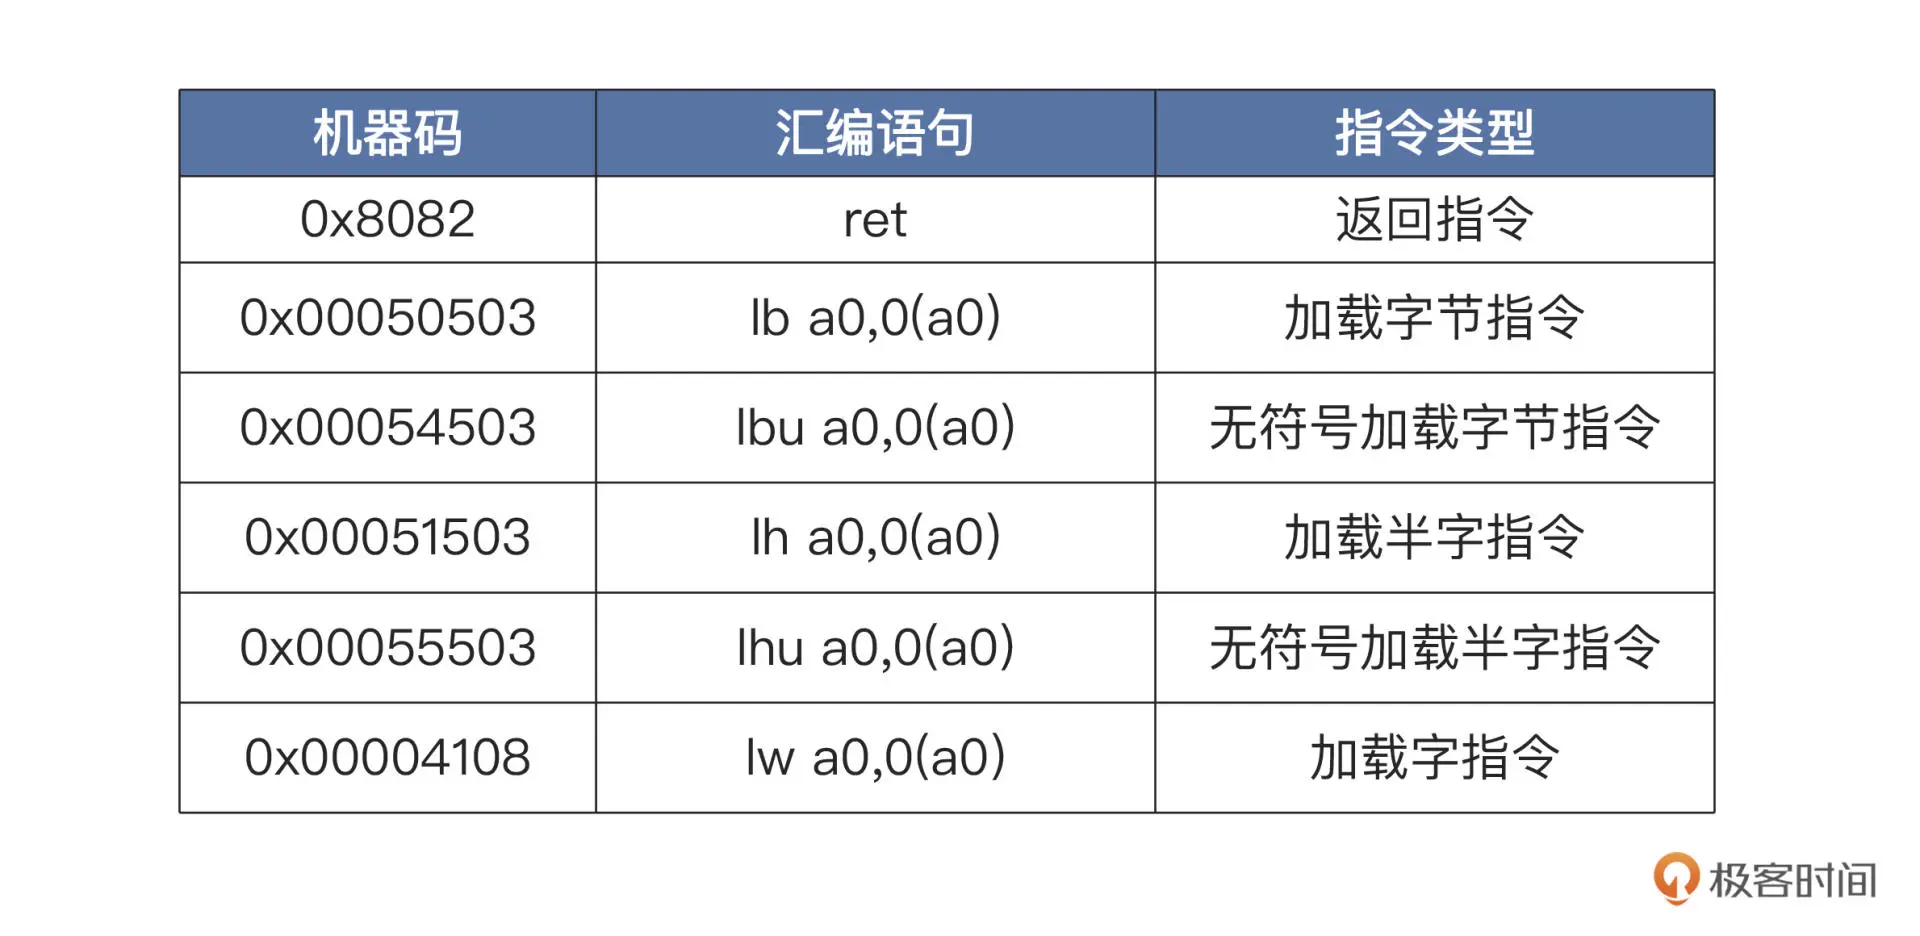 机器码 汇编语句 指令类型
0x8082 ret 返回指令
0x00050503 lb a0,0(a0) 加载字节指令
0x00054503 lbu a0,0(a0) 无符号加载字节指令
0x00051503 lh a0,0(a0) 加载半字指令
0x00055503 lhu a0,0(a0) 无符号加载半字指令
0x00004108 lw a0,0(a0) 加载字指令
极客时间